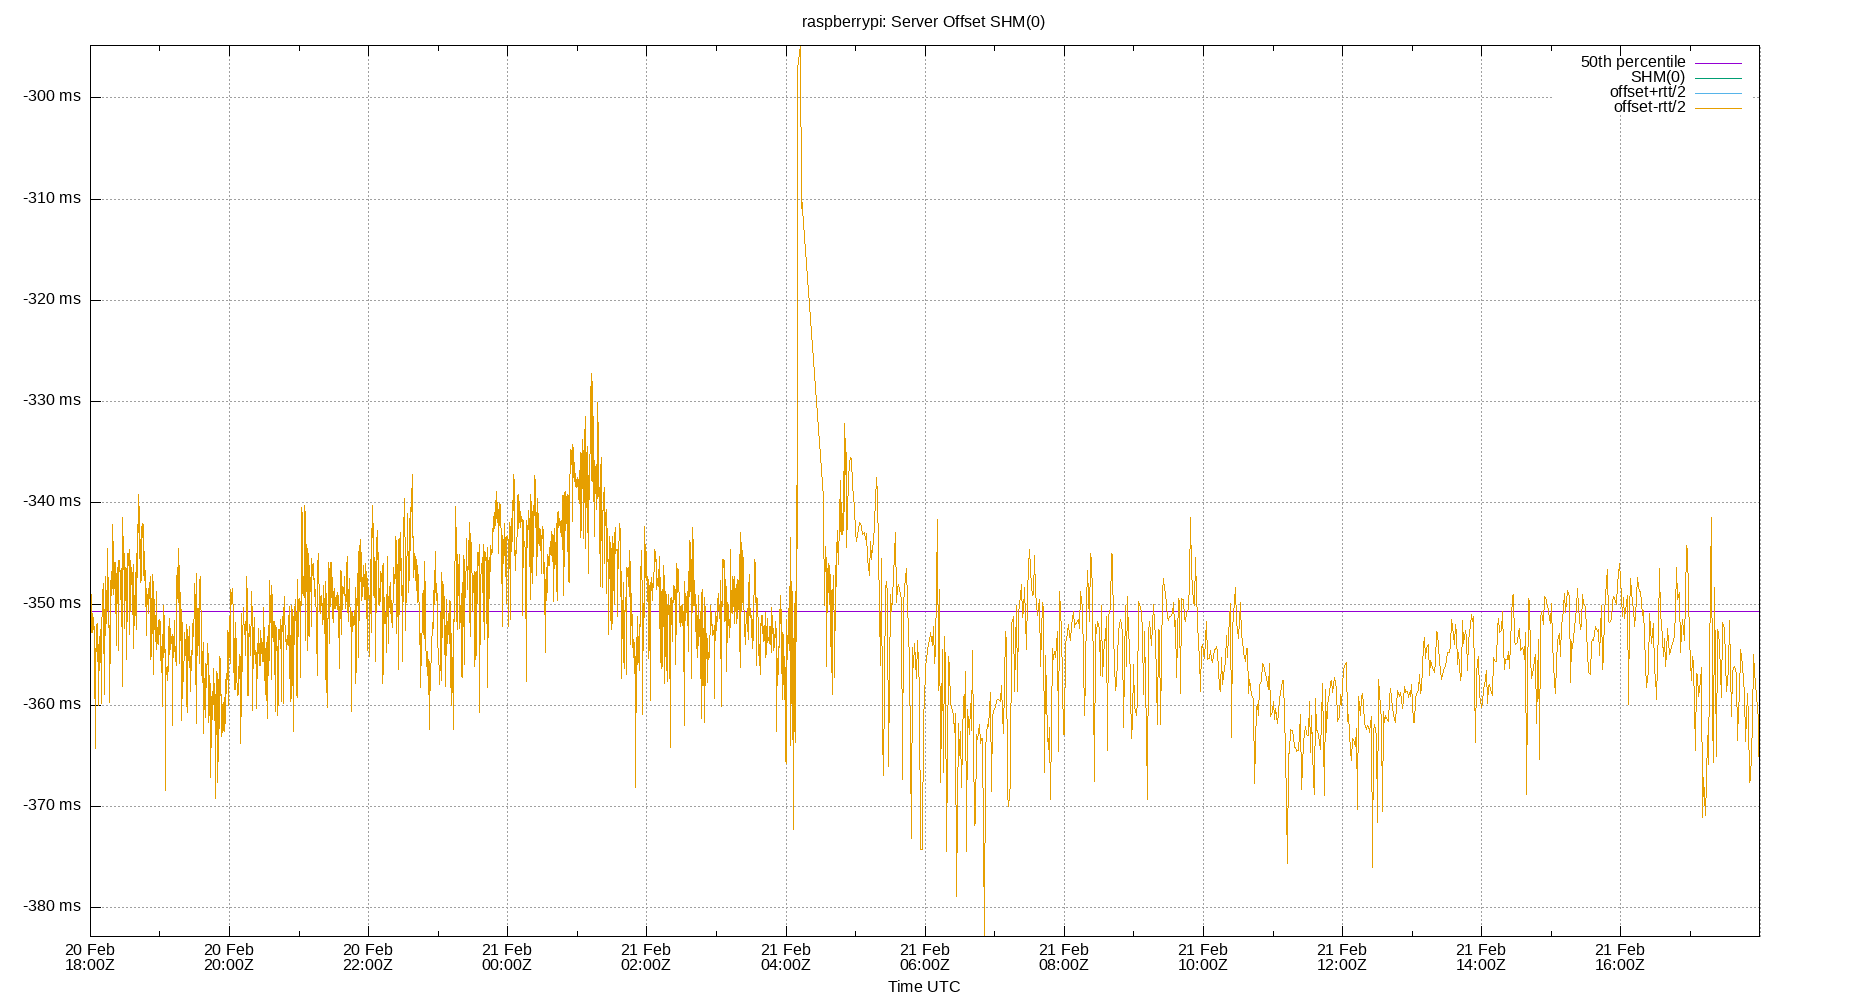 raspberrypi: Server Offset SHM(0)
50th percentile
SHM(0)
offset+rtt/2
offset-rtt/2
-300 ms
-310 ms
-320 ms
-330 ms
-340 ms
-350 ms
-360 ms
-370 ms
-380 ms
20 Feb 20 Feb 20 Feb 21 Feb 21 Feb 21 Feb 21 Feb 21 Feb 21 Feb 21 Feb 21 Feb 21 Feb
18:00Z 20:00Z 22:00Z 00:00Z 02:00Z 04:00Z 06:00Z 08:00Z 10:00Z 12:00Z 14:00Z 16:00Z
Time UTC